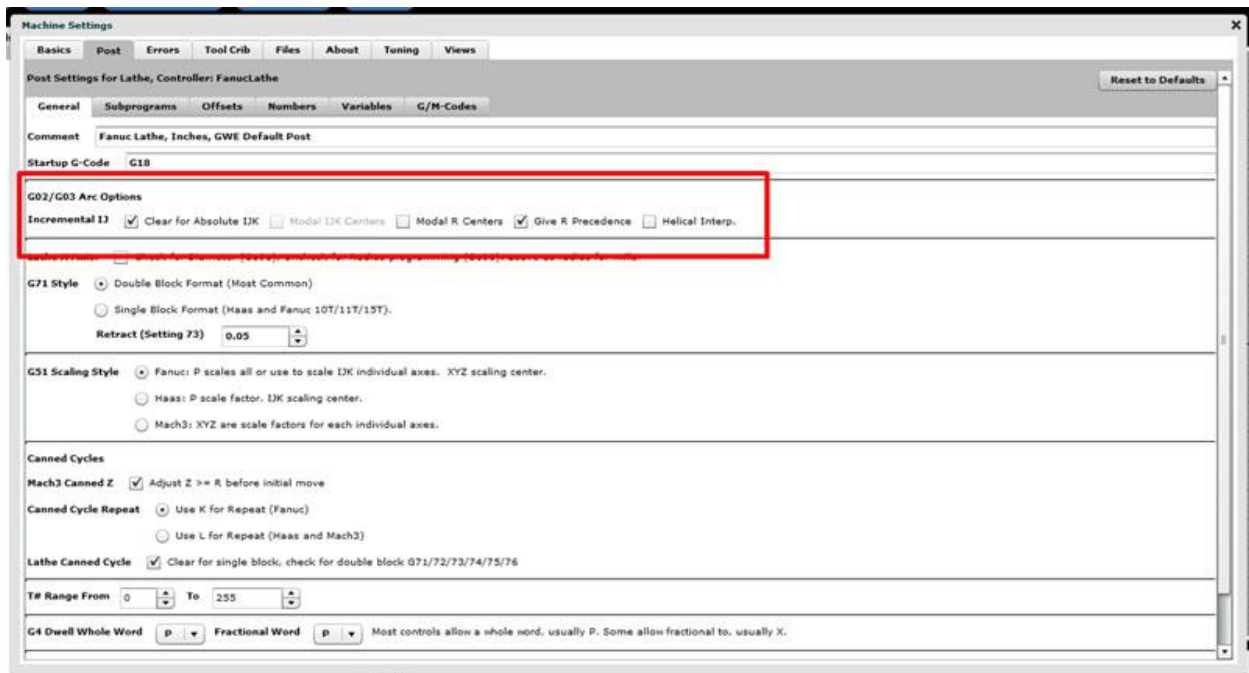 Machine Settings
Basics Post Errors Tool Crib Files About Tuning Views
Post Settings for Lathe, Controller: FanucLathe Reset to Defaults
General Subprograms Offsets Numbers Variables G/M-Codes
Comment Fanuc Lathe, Inches, GWE Default Post
Startup G-Code G18
G02/G03 Arc Options
Incremental IJ Clear for Absolute IJK Modal IJK Centers Modal R Centers Give R Precedence Helical Interp.
G71 Style Double Block Format (Most Common)
Single Block Format (Haas and Fanuc 10T/11T/15T).
Retract (Setting 73) 0.05
G51 Scaling Style Fanuc: P scales all or use to scale IJK individual axes. XYZ scaling center.
Haas: P scale factor. IJK scaling center.
Mach3: XYZ are scale factors for each individual axes.
Canned Cycles
Mach3 Canned Z Adjust Z >= R before initial move
Canned Cycle Repeat Use K for Repeat (Fanuc)
Use L for Repeat (Haas and Mach3)
Lathe Canned Cycle Clear for single block, check for double block G71/72/73/74/75/76
T# Range From 0 To 255
G4 Dwell Whole Word P Fractional Word P Most controls allow a whole word, usually P. Some allow fractional to, usually X.